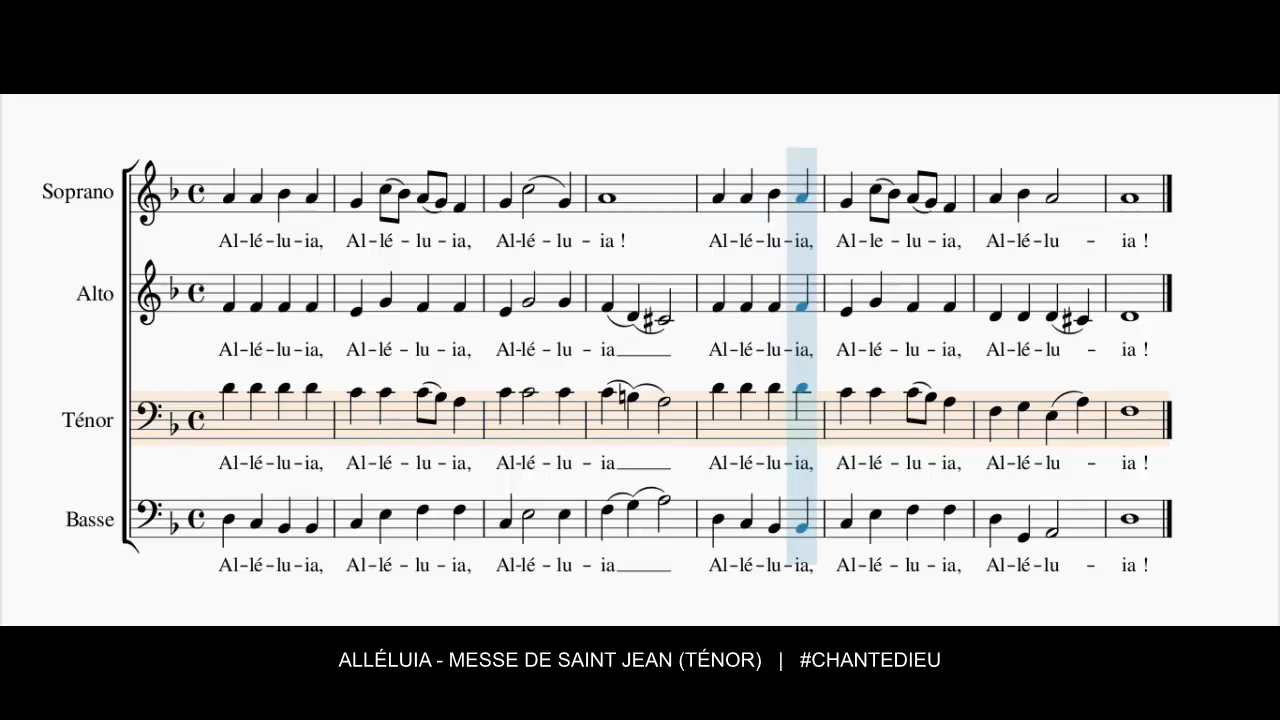 Soprano
Al-lé-lu-ia, Al-lé-lu-ia, Al-lé-lu-ia ! Al-lé-lu-ia, Al-le-lu-ia, Al-lé-lu-ia !
Alto
Al-lé-lu-ia, Al-lé-lu-ia, Al-lé-lu-ia Al-lé-lu-ia, Al-lé-lu-ia, Al-lé-lu-ia !
Ténor
Al-lé-lu-ia, Al-lé-lu-ia, Al-lé-lu-ia Al-lé-lu-ia, Al-lé-lu-ia, Al-lé-lu-ia !
Basse
Al-lé-lu-ia, Al-lé-lu-ia, Al-lé-lu-ia Al-lé-lu-ia, Al-lé-lu-ia, Al-lé-lu-ia !
ALLÉLUIA - MESSE DE SAINT JEAN (TÉNOR) | #CHANTEDIEU